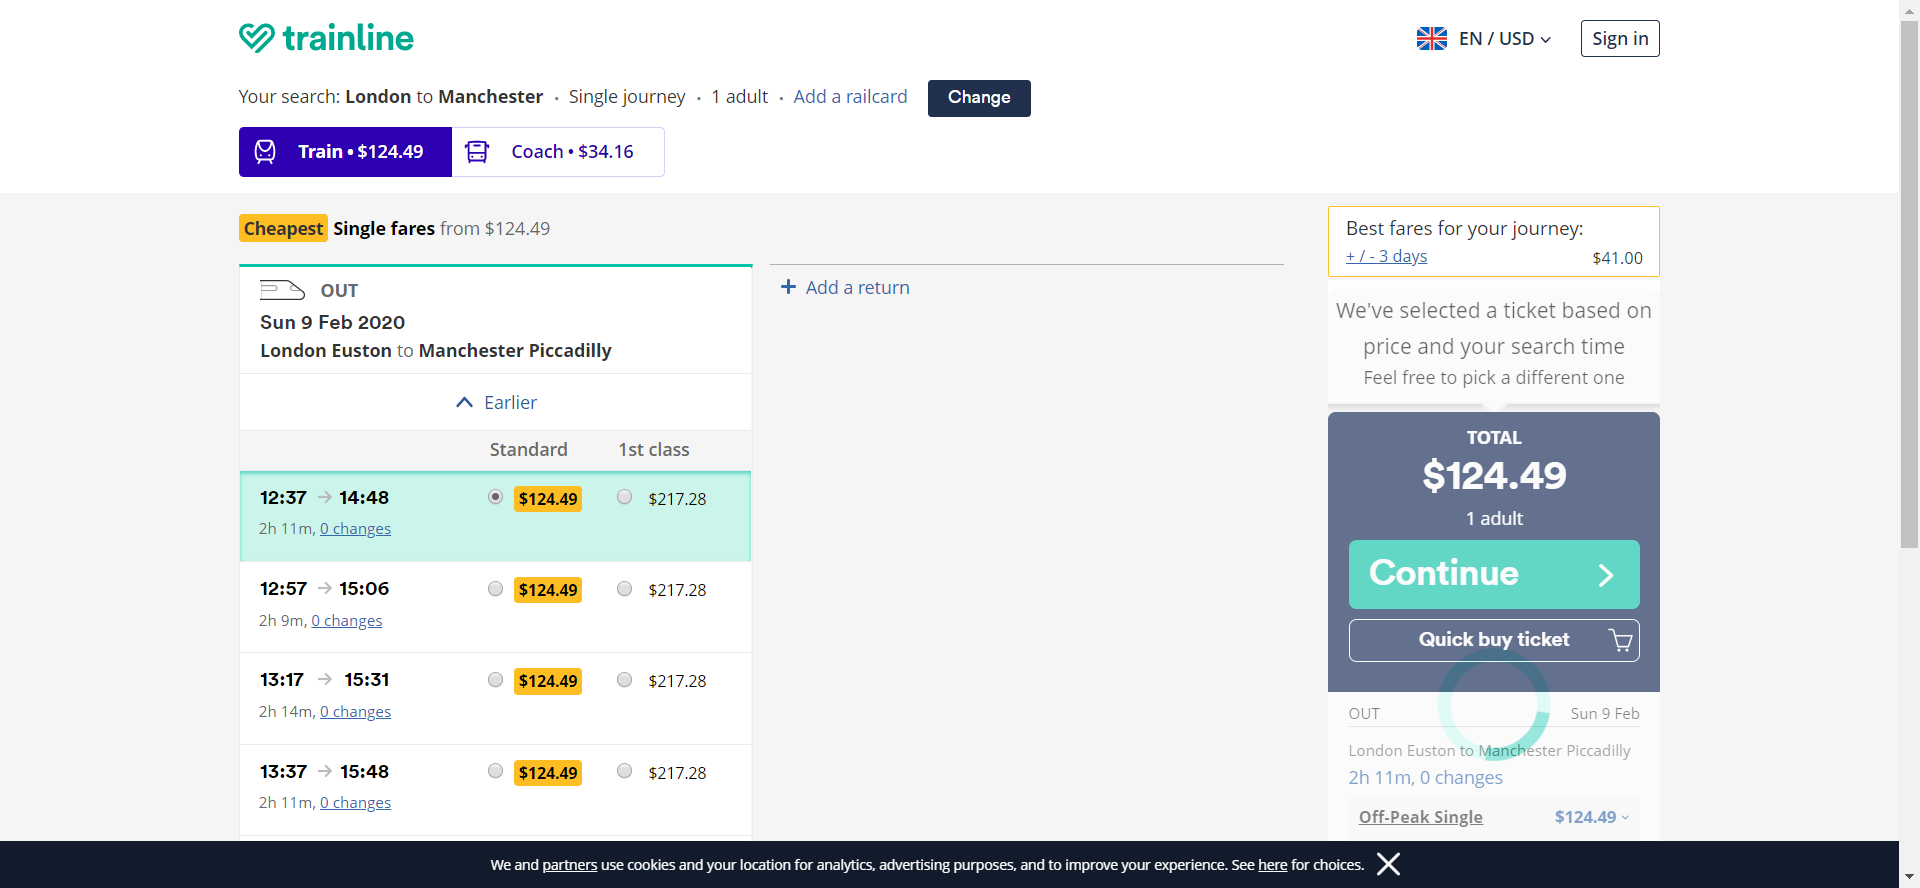 trainline
EN / USD
Sign in
Your search: London to Manchester · Single journey · 1 adult · Add a railcard
Change
Train • $124.49
Coach • $34.16
Cheapest Single fares from $124.49
OUT
Sun 9 Feb 2020
London Euston to Manchester Piccadilly
Earlier
Standard 1st class
12:37 → 14:48 $124.49 $217.28
2h 11m, 0 changes
12:57 → 15:06 $124.49 $217.28
2h 9m, 0 changes
13:17 → 15:31 $124.49 $217.28
2h 14m, 0 changes
13:37 → 15:48 $124.49 $217.28
2h 11m, 0 changes
+ Add a return
Best fares for your journey:
+ / - 3 days $41.00
We've selected a ticket based on
price and your search time
Feel free to pick a different one
TOTAL
$124.49
1 adult
Continue
Quick buy ticket
OUT Sun 9 Feb
London Euston to Manchester Piccadilly
2h 11m, 0 changes
Off-Peak Single $124.49
We and partners use cookies and your location for analytics, advertising purposes, and to improve your experience. See here for choices.